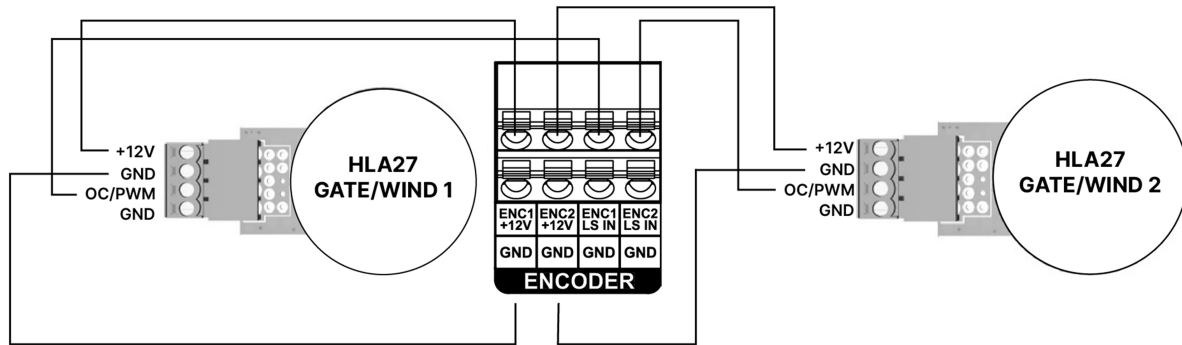 +12V
GND
OC/PWM
GND
HLA27
GATE/WIND 1
ENC1 ENC2 ENC1 ENC2
+12V +12V LS IN LS IN
GND GND GND GND
ENCODER
+12V
GND
OC/PWM
GND
HLA27
GATE/WIND 2